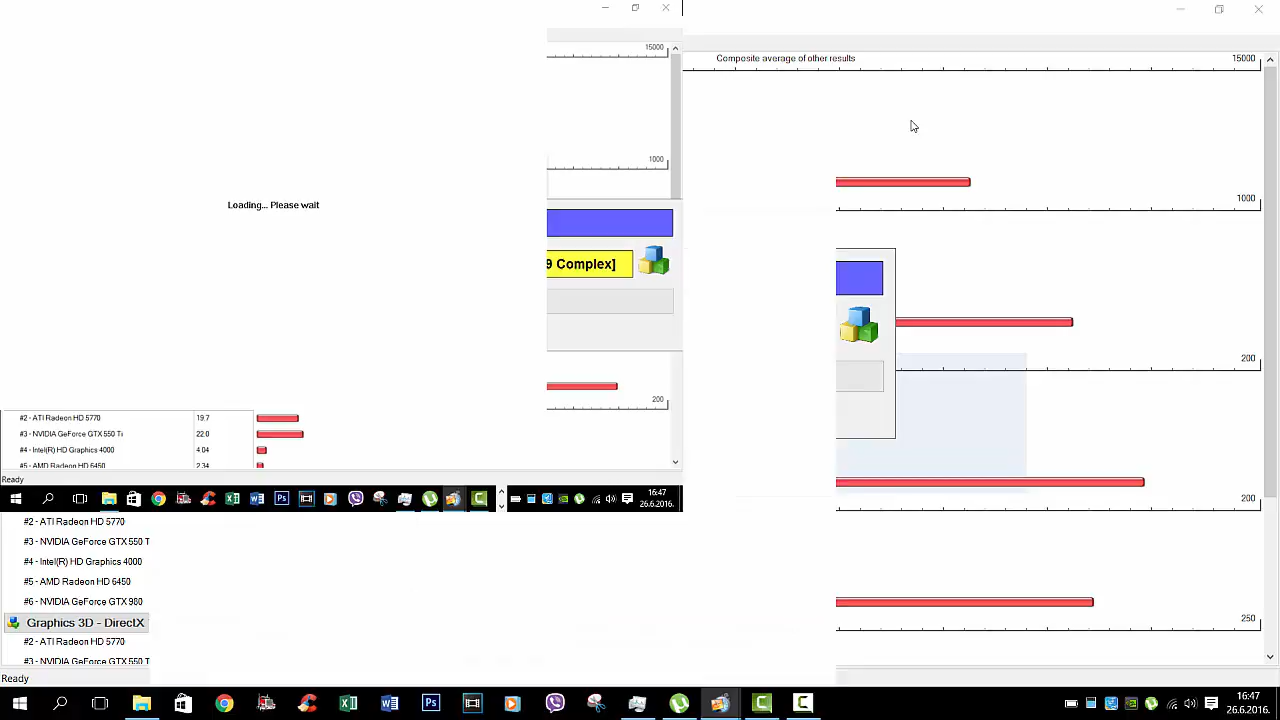 15000
Composite average of other results
15000
1000
1000
Loading... Please wait
9 Complex]
200
200
#2 - ATI Radeon HD 5770
19.7
#3 - NVIDIA GeForce GTX 550 Ti
22.0
#4 - Intel(R) HD Graphics 4000
4.04
#5 - AMD Radeon HD 6450
2.34
Ready
16:47
26.6.2016.
200
#2 - ATI Radeon HD 5770
#3 - NVIDIA GeForce GTX 550 T
#4 - Intel(R) HD Graphics 4000
#5 - AMD Radeon HD 6450
#6 - NVIDIA GeForce GTX 980
Graphics 3D - DirectX
250
#2 - ATI Radeon HD 5770
#3 - NVIDIA GeForce GTX 550 T
Ready
16:47
26.6.2016.